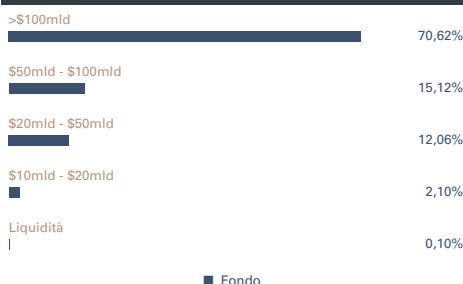 >$100mld
70,62%
$50mld - $100mld
15,12%
$20mld - $50mld
12,06%
$10mld - $20mld
2,10%
Liquidità
0,10%
Fondo